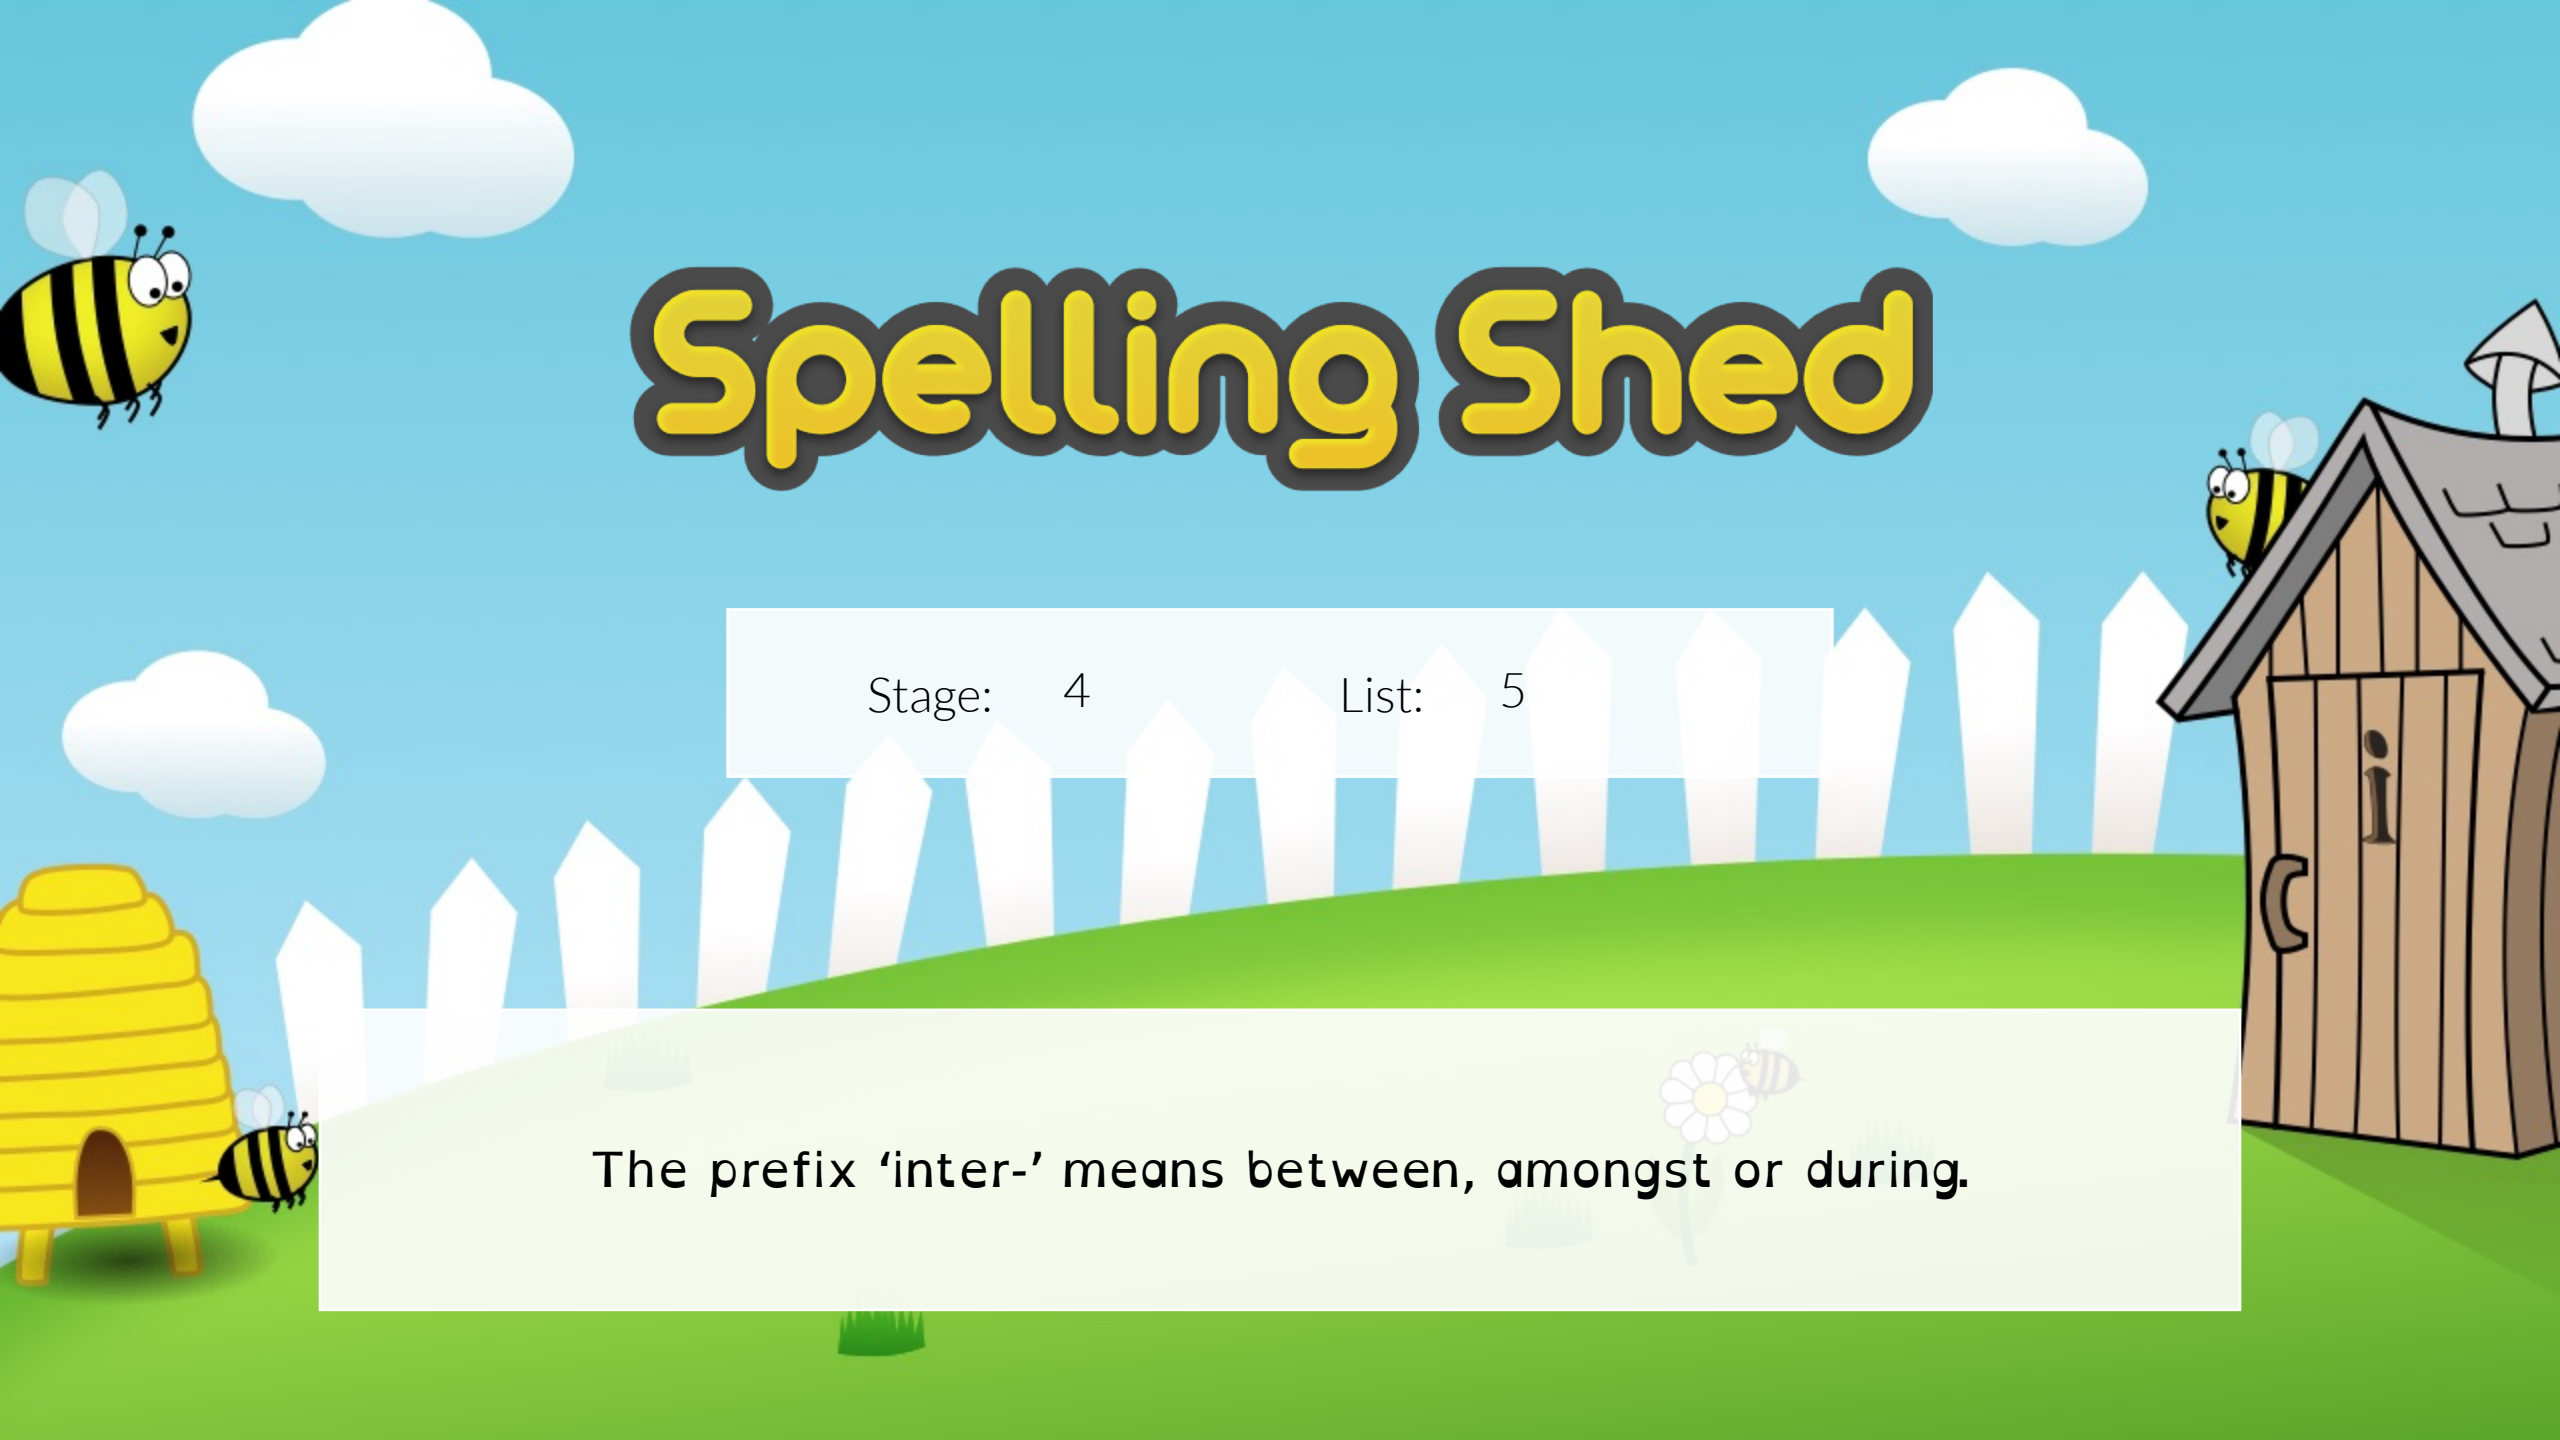 Spelling Shed
Stage: 4 List: 5
i
The prefix ‘inter-’ means between, amongst or during.